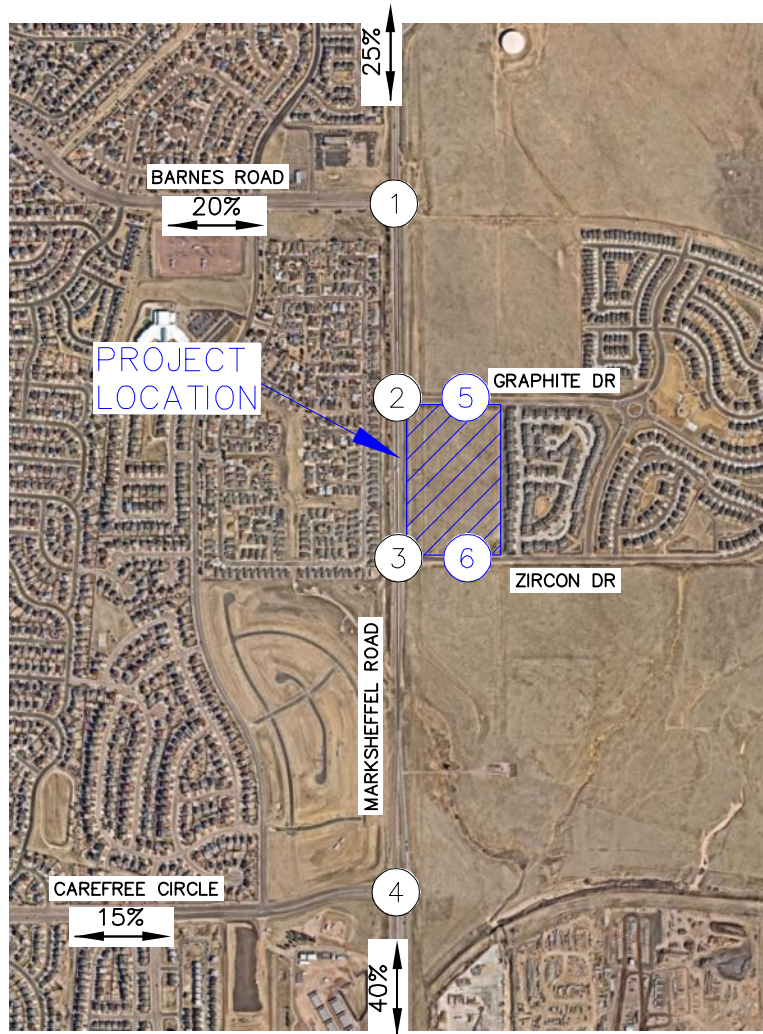 25%
BARNES ROAD
20%
1
PROJECT
LOCATION
GRAPHITE DR
2
5
3
6
ZIRCON DR
MARKSHEFFEL ROAD
CAREFREE CIRCLE
4
15%
40%